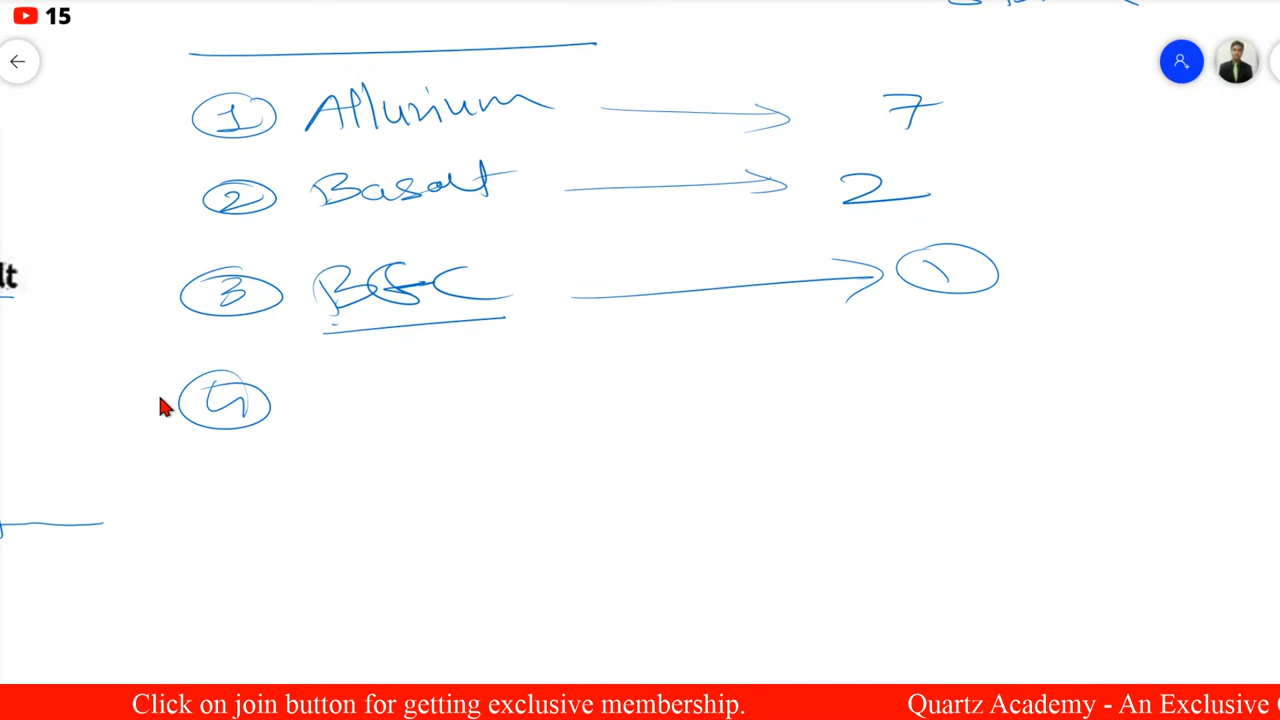 15
1 Alluvium → 7
2 Basalt → 2
lt
3 BGC → 1
4
Click on join button for getting exclusive membership. Quartz Academy - An Exclusive